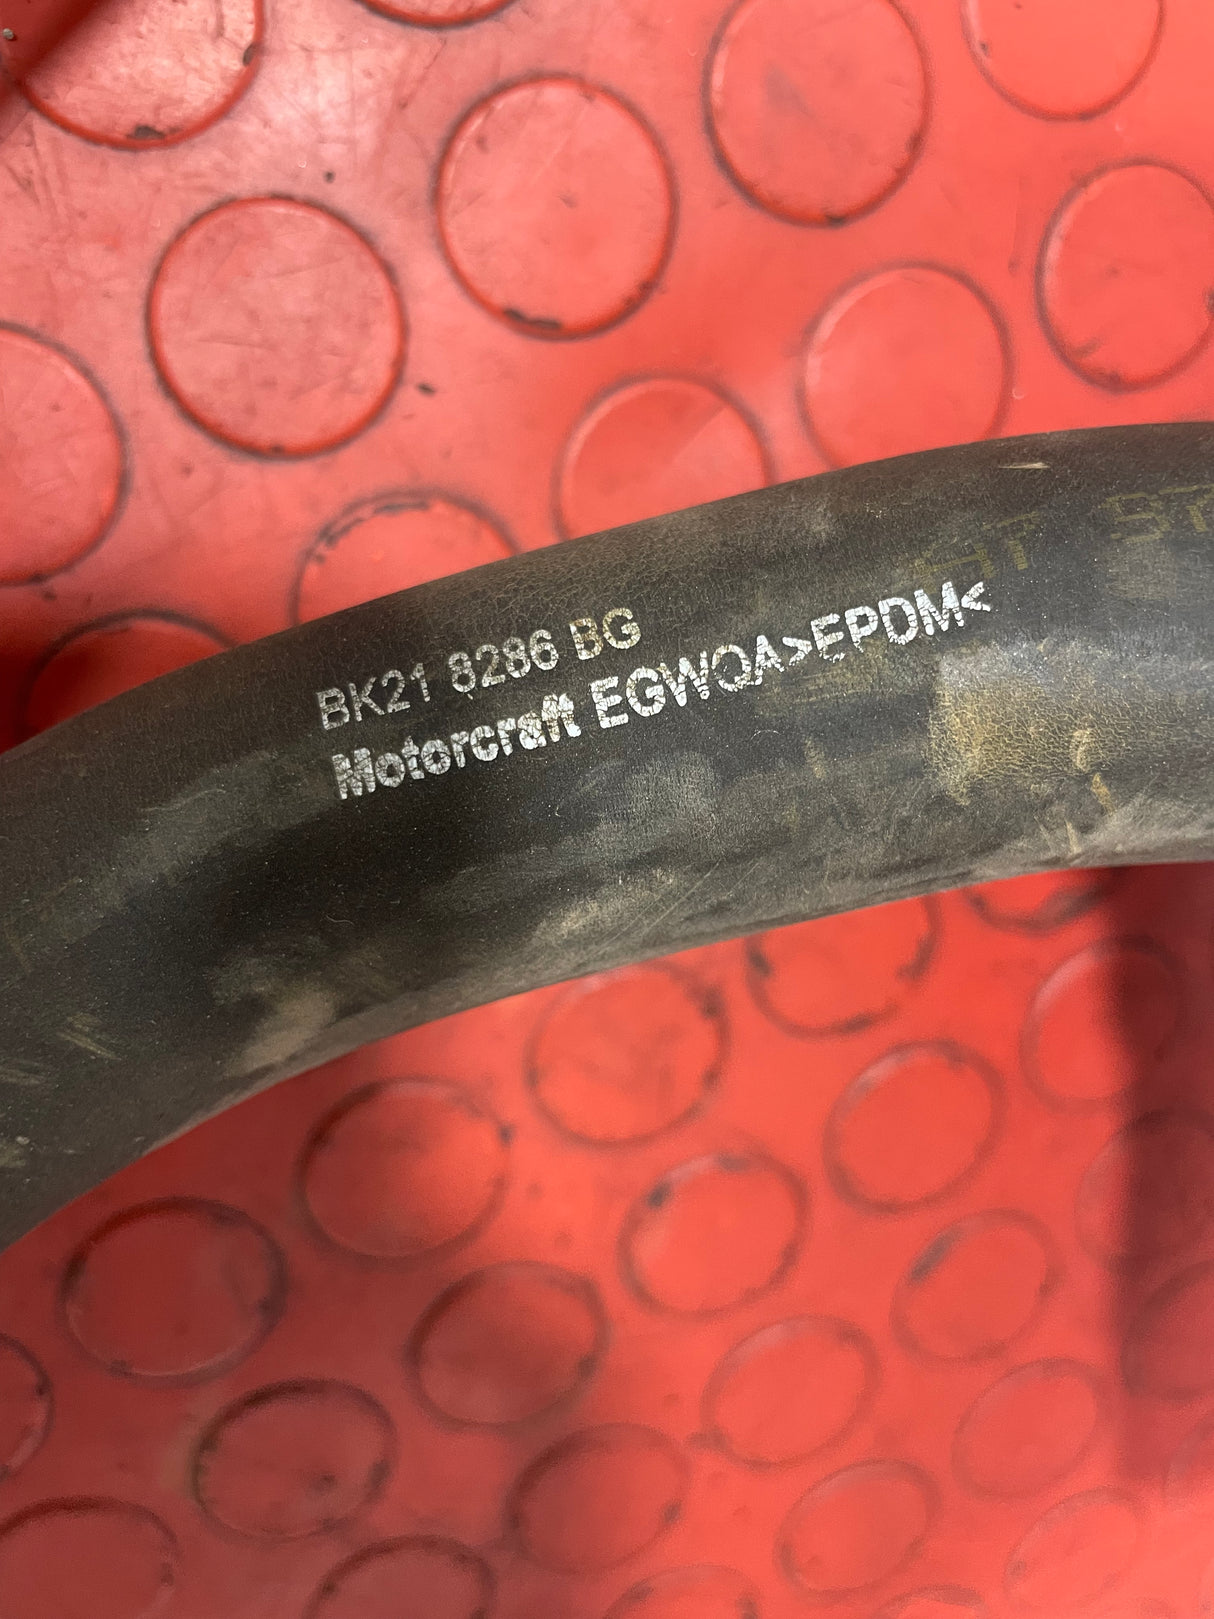 BK21 8286 BG
Motorcraft EGWQA>EPDM<